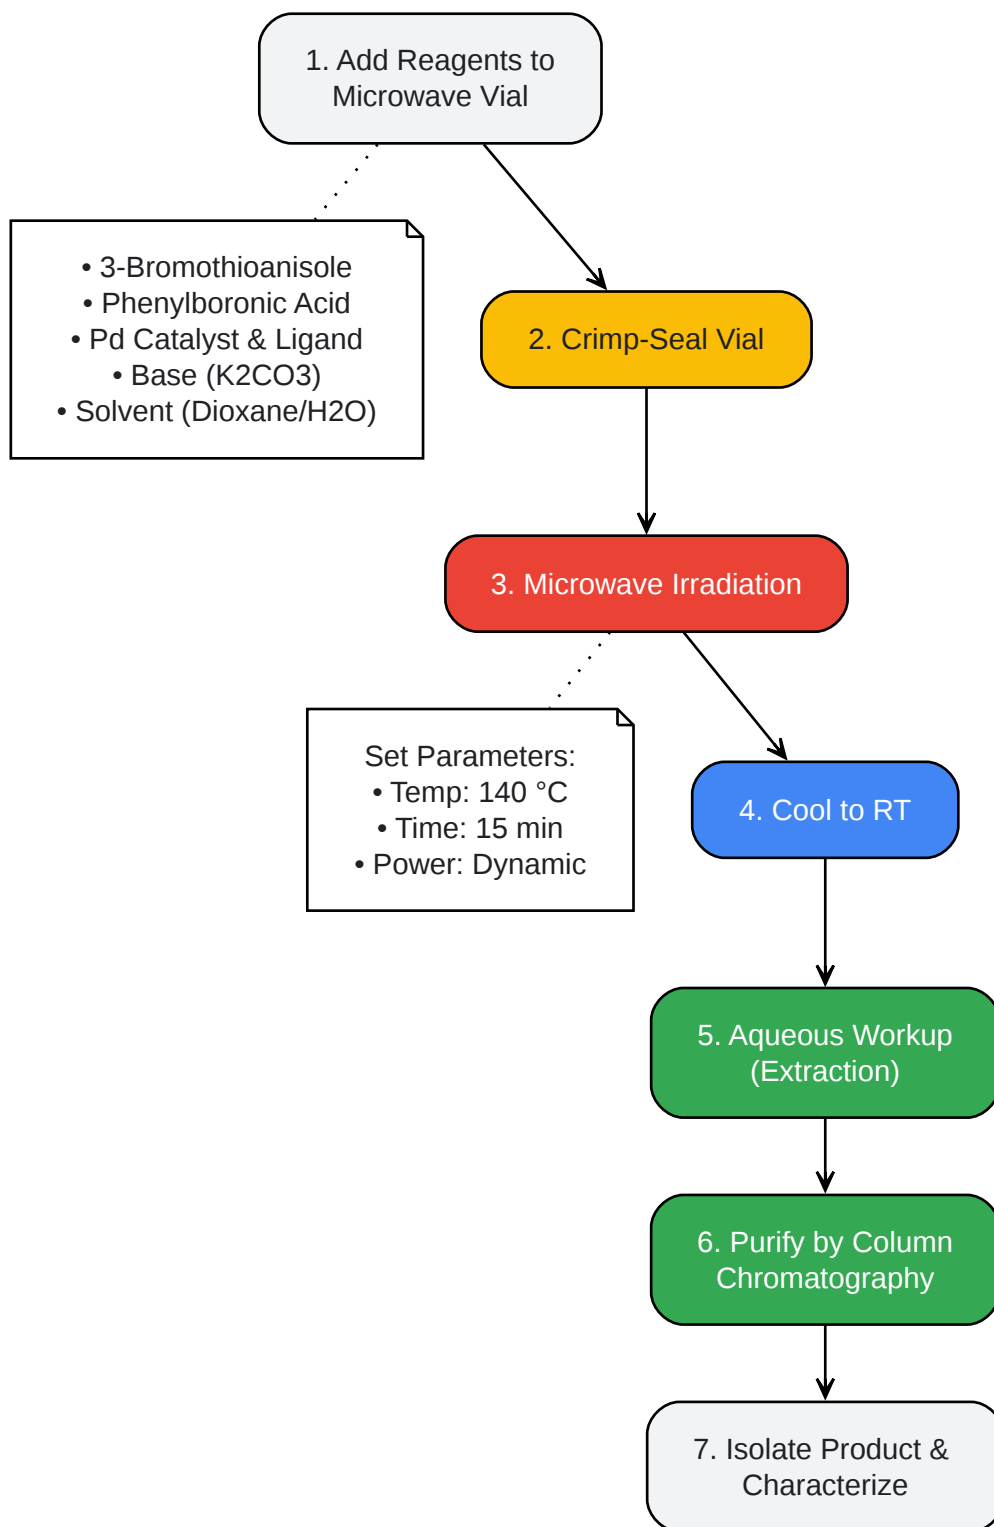 1. Add Reagents to
Microwave Vial
• 3-Bromothioanisole
• Phenylboronic Acid
• Pd Catalyst & Ligand
• Base (K2CO3)
• Solvent (Dioxane/H2O)
2. Crimp-Seal Vial
3. Microwave Irradiation
Set Parameters:
• Temp: 140 °C
• Time: 15 min
• Power: Dynamic
4. Cool to RT
5. Aqueous Workup
(Extraction)
6. Purify by Column
Chromatography
7. Isolate Product &
Characterize